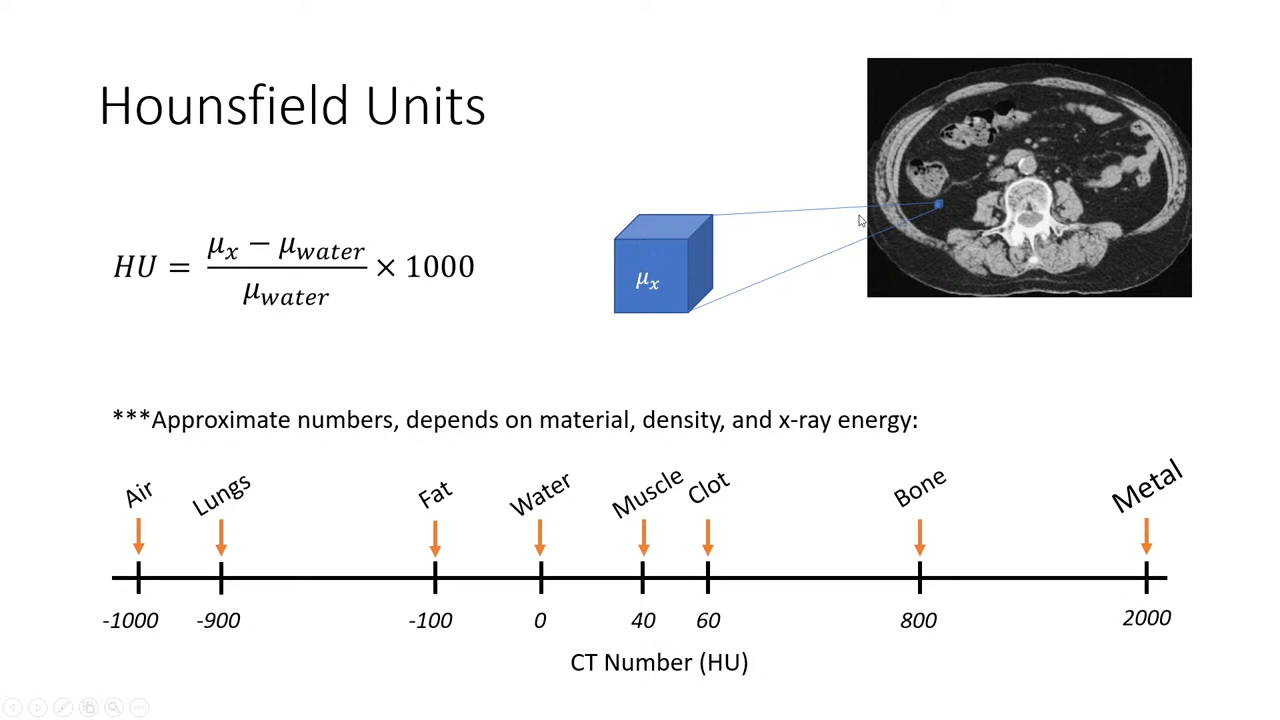 Hounsfield Units
HU = (μx − μwater) / μwater × 1000
μx
***Approximate numbers, depends on material, density, and x-ray energy:
Air Lungs Fat Water Muscle Clot Bone Metal
-1000 -900 -100 0 40 60 800 2000
CT Number (HU)